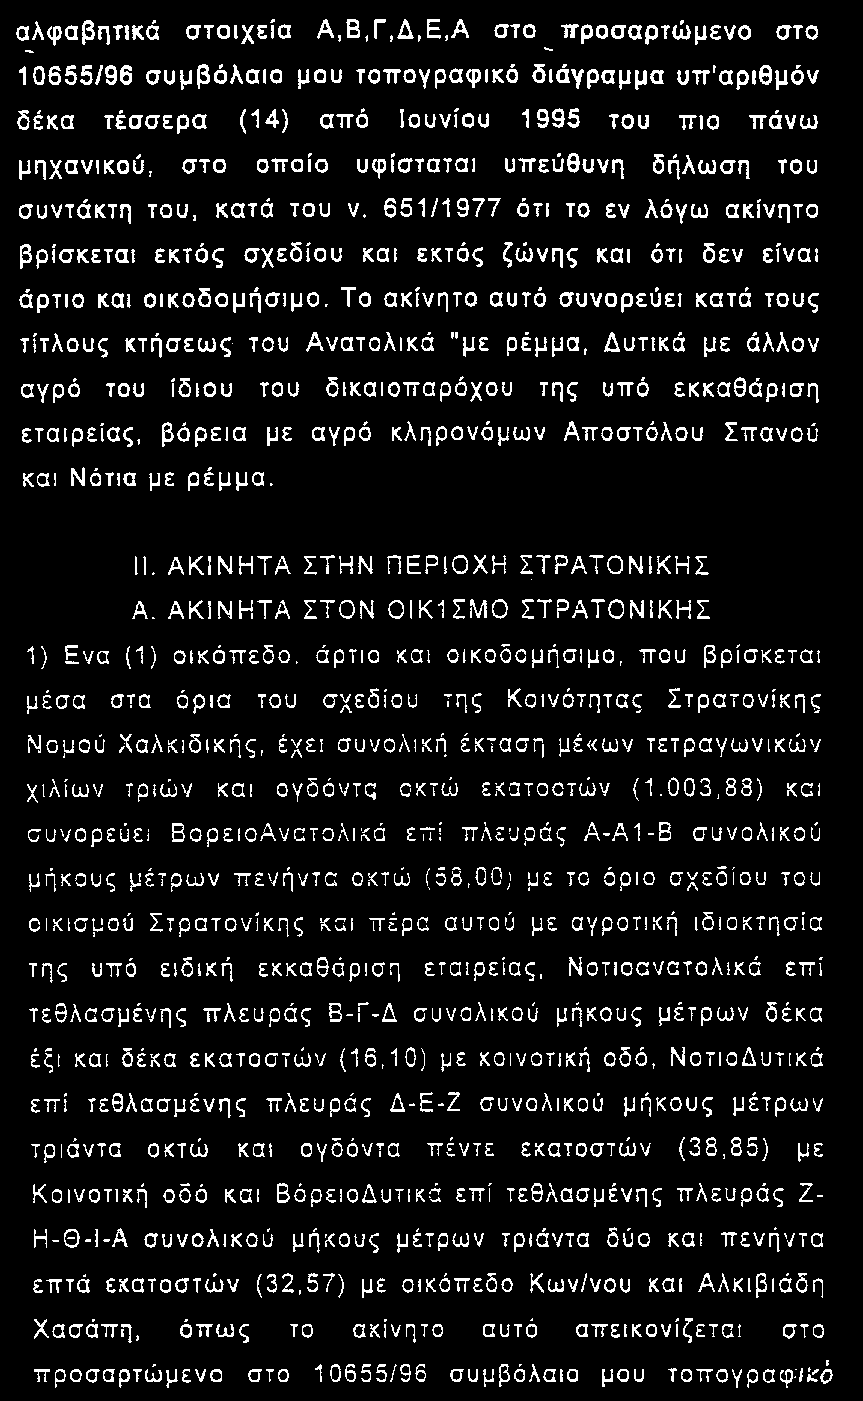 αλφαβητικά στοιχεία Α,Β,Γ,Δ,Ε,Α στο προσαρτώμενο στο
10655/96 συμβόλαιο μου τοπογραφικό διάγραμμα υπ'αριθμόν
δέκα τέσσερα (14) από Ιουνίου 1995 του πιο πάνω
μηχανικού, στο οποίο υφίσταται υπεύθυνη δήλωση του
συντάκτη του, κατά του ν. 651/1977 ότι το εν λόγω ακίνητο
βρίσκεται εκτός σχεδίου και εκτός ζώνης και ότι δεν είναι
άρτιο και οικοδομήσιμο. Το ακίνητο αυτό συνορεύει κατά τους
τίτλους κτήσεως του Ανατολικά "με ρέμμα, Δυτικά με άλλον
αγρό του ίδιου του δικαιοπαρόχου της υπό εκκαθάριση
εταιρείας, βόρεια με αγρό κληρονόμων Αποστόλου Σπανού
και Νότια με ρέμμα.
ΙΙ. ΑΚΙΝΗΤΑ ΣΤΗΝ ΠΕΡΙΟΧΗ ΣΤΡΑΤΟΝΙΚΗΣ
Α. ΑΚΙΝΗΤΑ ΣΤΟΝ ΟΙΚ1ΣΜΟ ΣΤΡΑΤΟΝΙΚΗΣ
1) Ενα (1) οικόπεδο. άρτιο και οικοδομήσιμο, που βρίσκεται
μέσα στα όρια του σχεδίου της Κοινότητας Στρατονίκης
Νομού Χαλκιδικής, έχει συνολική έκταση μέ«ων τετραγωνικών
χιλίων τριών και ογδόντα οκτώ εκατοστών (1.003,88) και
συνορεύει ΒορειοΑνατολικά επί πλευράς Α-Α1-Β συνολικού
μήκους μέτρων πενήντα οκτώ (58,00) με το όριο σχεδίου του
οικισμού Στρατονίκης και πέρα αυτού με αγροτική ιδιοκτησία
της υπό ειδική εκκαθάριση εταιρείας, Νοτιοανατολικά επί
τεθλασμένης πλευράς Β-Γ-Δ συνολικού μήκους μέτρων δέκα
έξι και δέκα εκατοστών (16,10) με κοινοτική οδό, ΝοτιοΔυτικά
επί τεθλασμένης πλευράς Δ-Ε-Ζ συνολικού μήκους μέτρων
τριάντα οκτώ και ογδόντα πέντε εκατοστών (38,85) με
Κοινοτική οδό και ΒόρειοΔυτικά επί τεθλασμένης πλευράς Ζ-
Η-Θ-Ι-Α συνολικού μήκους μέτρων τριάντα δύο και πενήντα
επτά εκατοστών (32,57) με οικόπεδο Κων/νου και Αλκιβιάδη
Χασάπη, όπως το ακίνητο αυτό απεικονίζεται στο
προσαρτώμενο στο 10655/96 συμβόλαιο μου τοπογραφικό